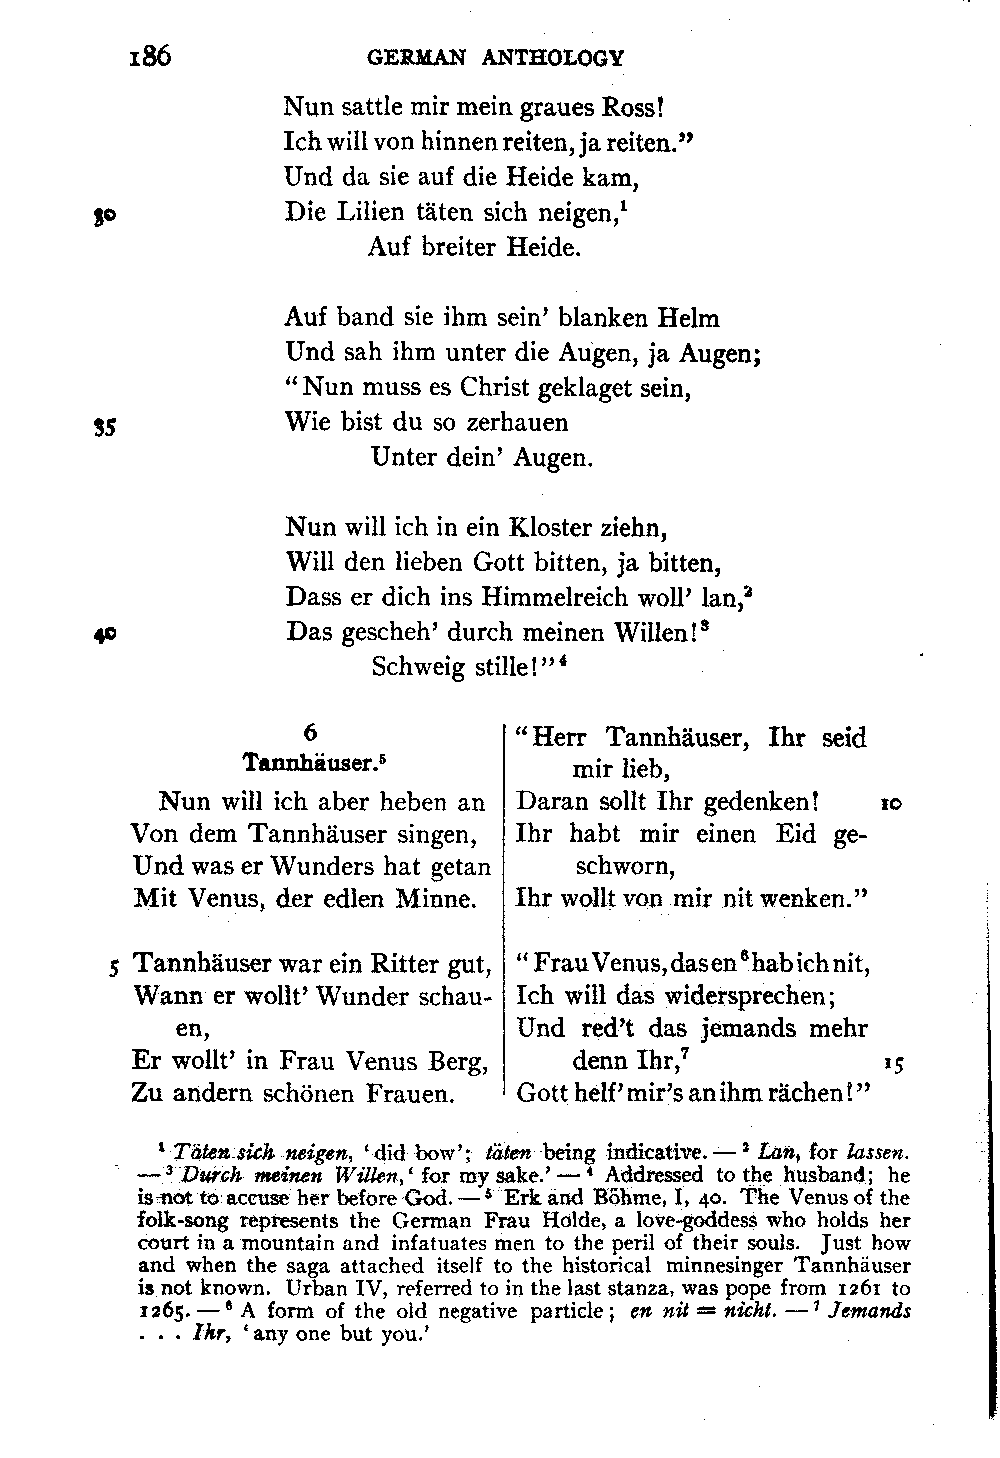 186 GERMAN ANTHOLOGY
Nun sattle mir mein graues Ross!
Ich will von hinnen reiten, ja reiten.”
Und da sie auf die Heide kam,
30 Die Lilien täten sich neigen,¹
Auf breiter Heide.
Auf band sie ihm sein’ blanken Helm
Und sah ihm unter die Augen, ja Augen;
“Nun muss es Christ geklaget sein,
35 Wie bist du so zerhauen
Unter dein’ Augen.
Nun will ich in ein Kloster ziehn,
Will den lieben Gott bitten, ja bitten,
Dass er dich ins Himmelreich woll’ lan,²
40 Das gescheh’ durch meinen Willen!³
Schweig stille!”⁴
6
Tannhäuser.⁵
Nun will ich aber heben an
Von dem Tannhäuser singen,
Und was er Wunders hat getan
Mit Venus, der edlen Minne.
5 Tannhäuser war ein Ritter gut,
Wann er wollt’ Wunder schau-
en,
Er wollt’ in Frau Venus Berg,
Zu andern schönen Frauen.
“Herr Tannhäuser, Ihr seid
mir lieb,
Daran sollt Ihr gedenken! 10
Ihr habt mir einen Eid ge-
schworn,
Ihr wollt von mir nit wenken.”
“Frau Venus, das en⁶ hab ich nit,
Ich will das widersprechen;
Und red’t das jemands mehr
denn Ihr,⁷ 15
Gott helf’ mir’s an ihm rächen!”
¹ Täten sich neigen, ‘did bow’; täten being indicative. — ² Lan, for lassen.
— ³ Durch meinen Willen,‘ for my sake.’ — ⁴ Addressed to the husband; he
is not to accuse her before God. — ⁵ Erk and Böhme, I, 40. The Venus of the
folk-song represents the German Frau Holde, a love-goddess who holds her
court in a mountain and infatuates men to the peril of their souls. Just how
and when the saga attached itself to the historical minnesinger Tannhäuser
is not known. Urban IV, referred to in the last stanza, was pope from 1261 to
1265. — ⁶ A form of the old negative particle; en nit = nicht. — ⁷ Jemands
. . . Ihr, ‘any one but you.’